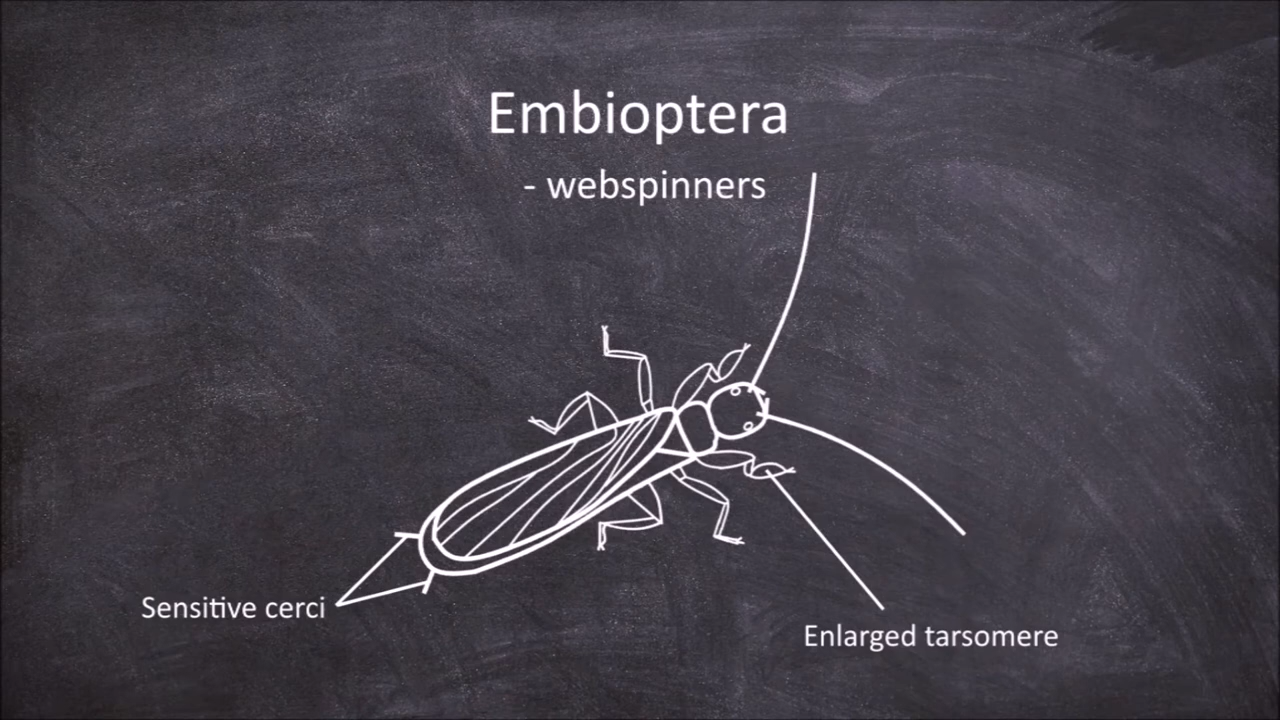 Embioptera
- webspinners
Sensitive cerci
Enlarged tarsomere